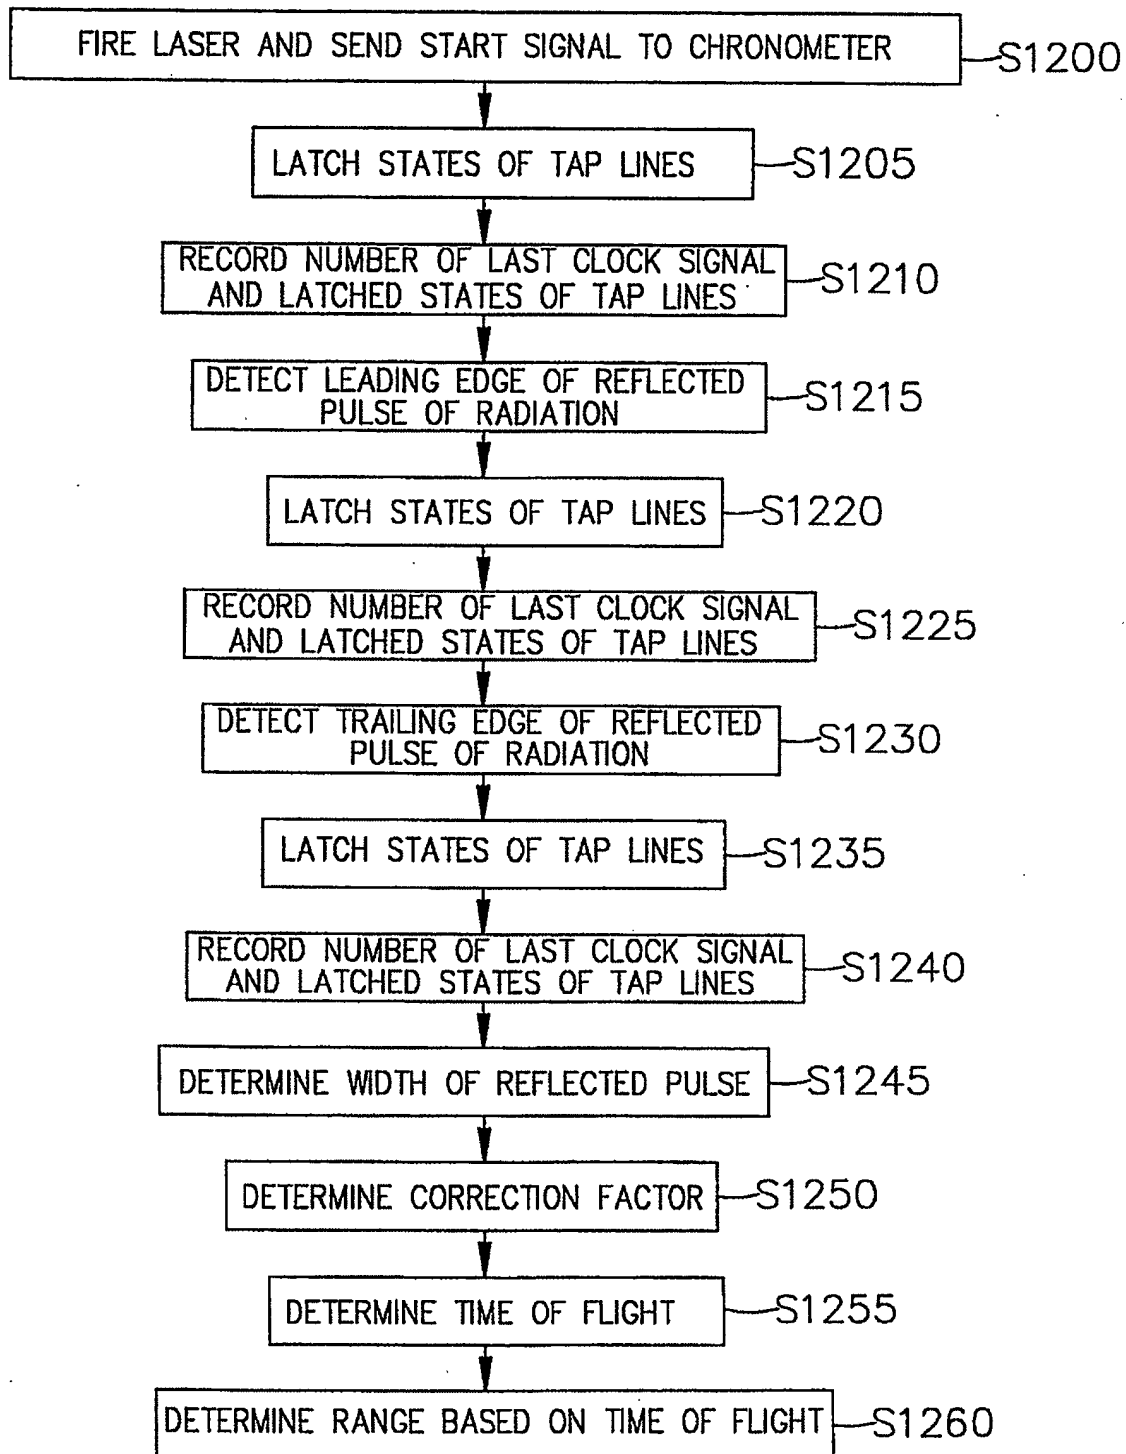 FIRE LASER AND SEND START SIGNAL TO CHRONOMETER
S1200
LATCH STATES OF TAP LINES
S1205
RECORD NUMBER OF LAST CLOCK SIGNAL
AND LATCHED STATES OF TAP LINES
S1210
DETECT LEADING EDGE OF REFLECTED
PULSE OF RADIATION
S1215
LATCH STATES OF TAP LINES
S1220
RECORD NUMBER OF LAST CLOCK SIGNAL
AND LATCHED STATES OF TAP LINES
S1225
DETECT TRAILING EDGE OF REFLECTED
PULSE OF RADIATION
S1230
LATCH STATES OF TAP LINES
S1235
RECORD NUMBER OF LAST CLOCK SIGNAL
AND LATCHED STATES OF TAP LINES
S1240
DETERMINE WIDTH OF REFLECTED PULSE
S1245
DETERMINE CORRECTION FACTOR
S1250
DETERMINE TIME OF FLIGHT
S1255
DETERMINE RANGE BASED ON TIME OF FLIGHT
S1260